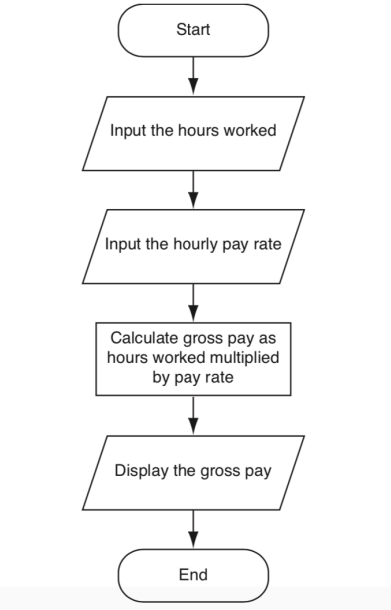 Start
Input the hours worked
Input the hourly pay rate
Calculate gross pay as
hours worked multiplied
by pay rate
Display the gross pay
End